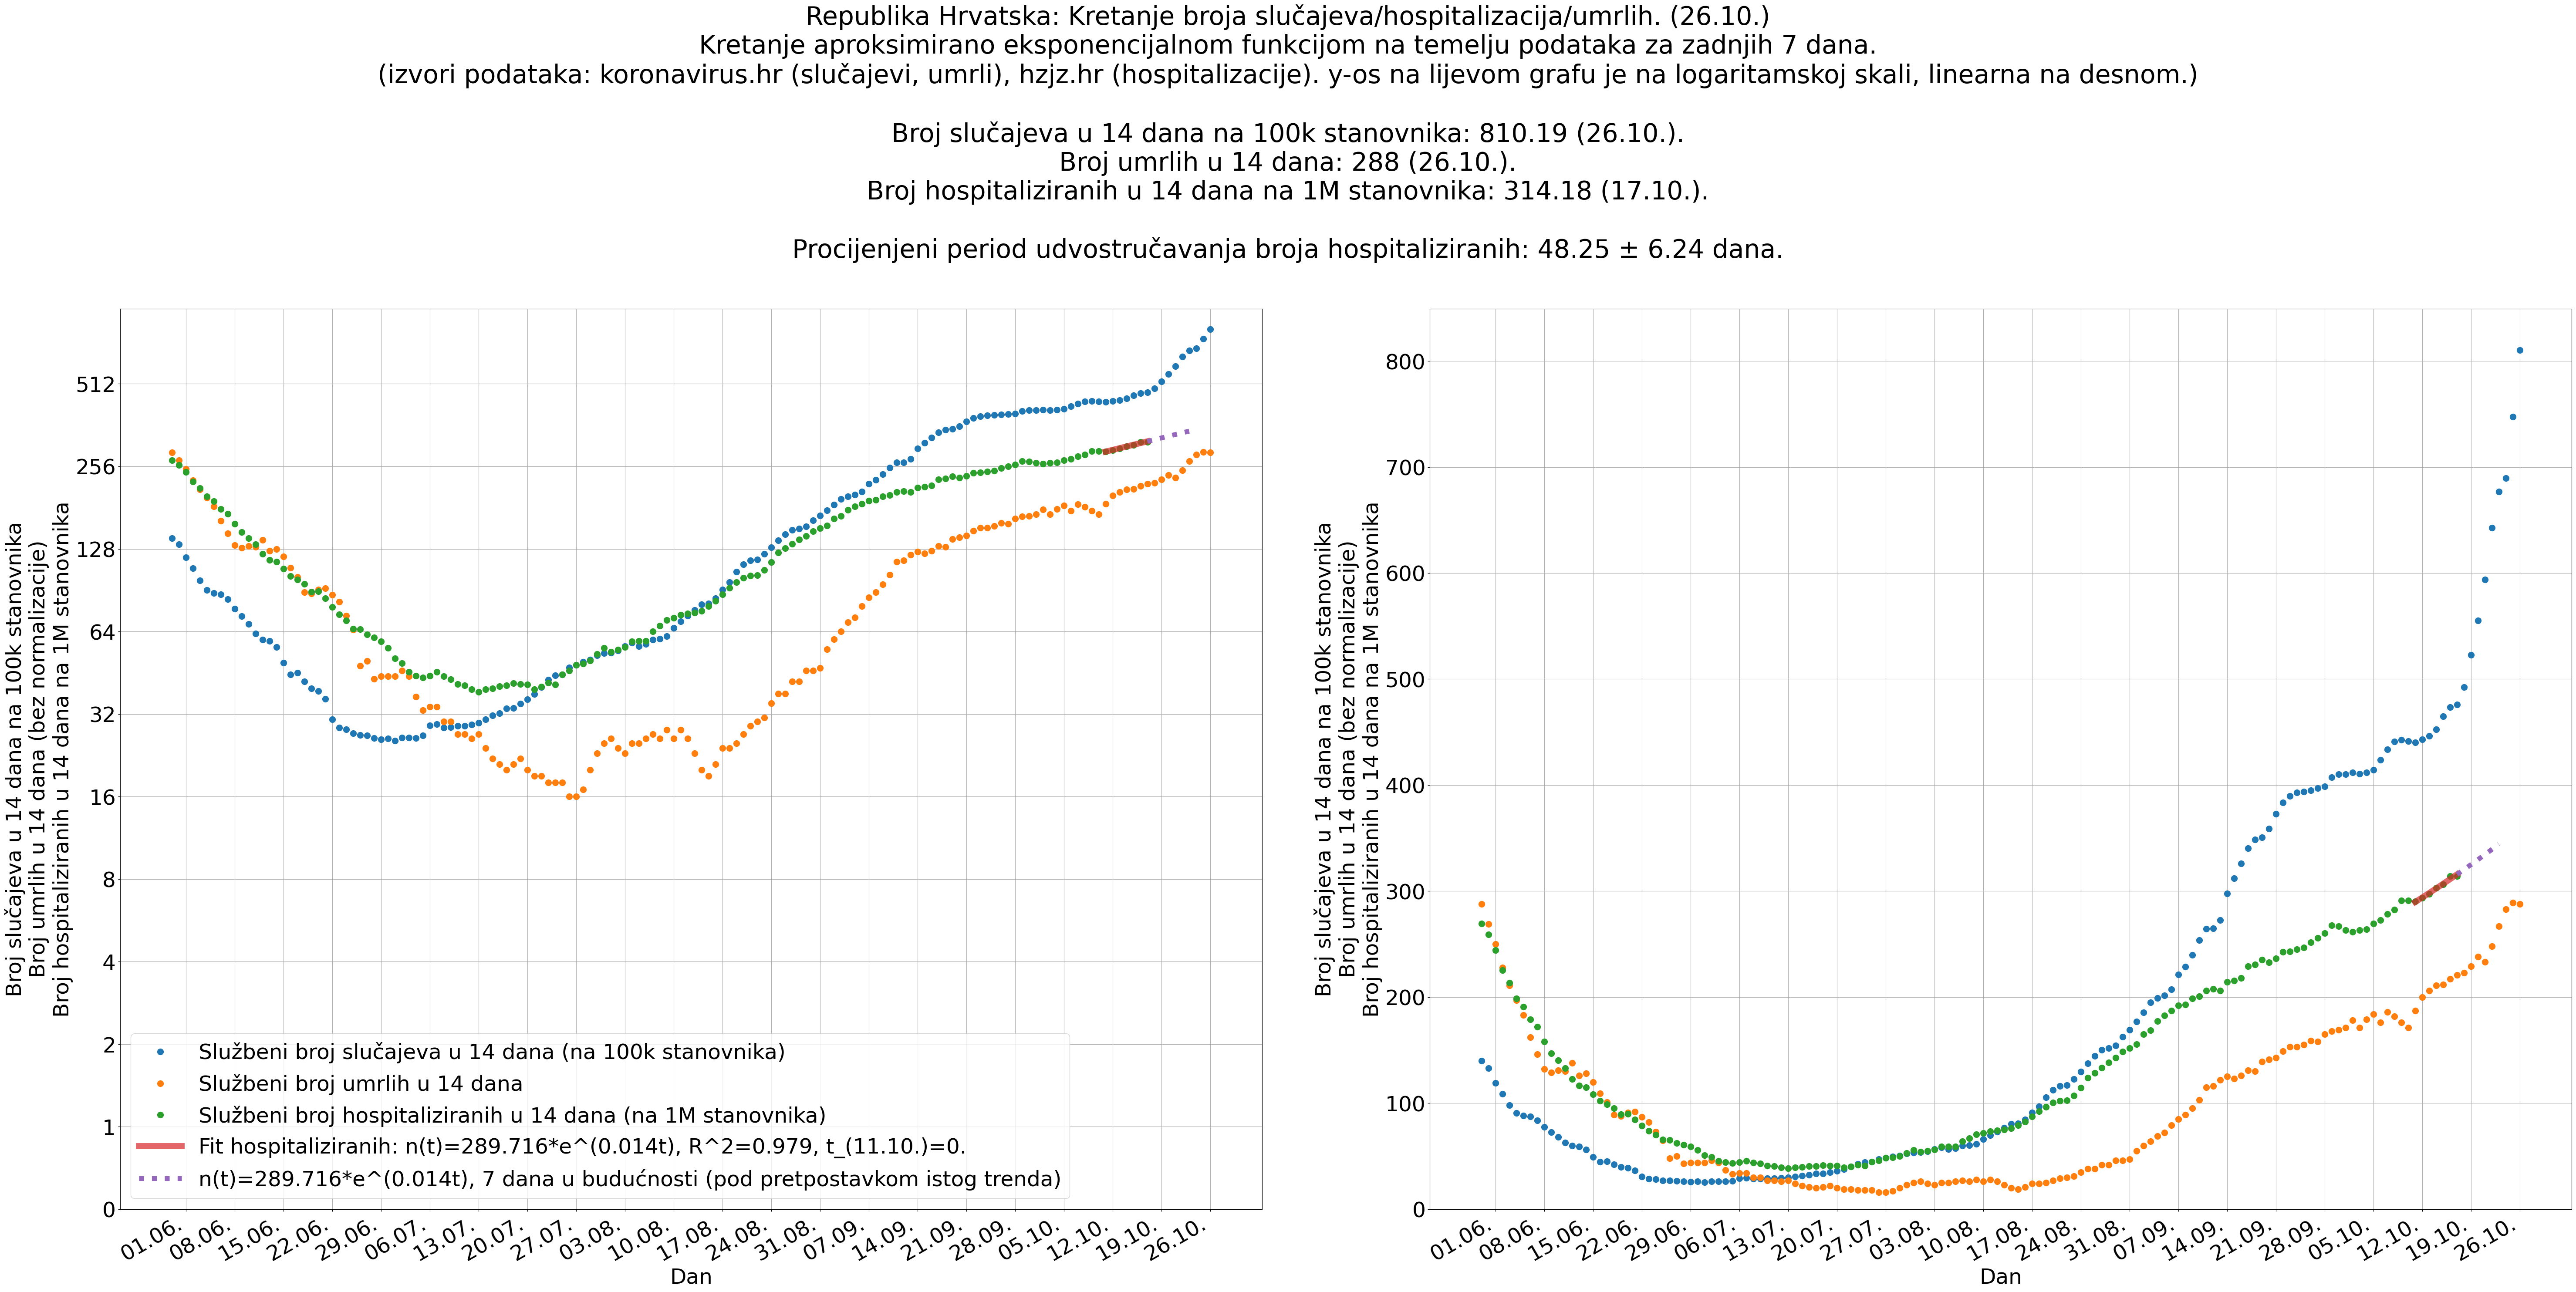 Republika Hrvatska: Kretanje broja slučajeva/hospitalizacija/umrlih. (26.10.)
Kretanje aproksimirano eksponencijalnom funkcijom na temelju podataka za zadnjih 7 dana.
(izvori podataka: koronavirus.hr (slučajevi, umrli), hzjz.hr (hospitalizacije). y-os na lijevom grafu je na logaritamskoj skali, linearna na desnom.)
Broj slučajeva u 14 dana na 100k stanovnika: 810.19 (26.10.).
Broj umrlih u 14 dana: 288 (26.10.).
Broj hospitaliziranih u 14 dana na 1M stanovnika: 314.18 (17.10.).
Procijenjeni period udvostručavanja broja hospitaliziranih: 48.25 ± 6.24 dana.
Broj slučajeva u 14 dana na 100k stanovnika
Broj umrlih u 14 dana (bez normalizacije)
Broj hospitaliziranih u 14 dana na 1M stanovnika
512
256
128
64
32
16
8
4
2
1
0
Službeni broj slučajeva u 14 dana (na 100k stanovnika)
Službeni broj umrlih u 14 dana
Službeni broj hospitaliziranih u 14 dana (na 1M stanovnika)
Fit hospitaliziranih: n(t)=289.716*e^(0.014t), R^2=0.979, t_(11.10.)=0.
n(t)=289.716*e^(0.014t), 7 dana u budućnosti (pod pretpostavkom istog trenda)
01.06. 08.06. 15.06. 22.06. 29.06. 06.07. 13.07. 20.07. 27.07. 03.08. 10.08. 17.08. 24.08. 31.08. 07.09. 14.09. 21.09. 28.09. 05.10. 12.10. 19.10. 26.10.
Dan
Broj slučajeva u 14 dana na 100k stanovnika
Broj umrlih u 14 dana (bez normalizacije)
Broj hospitaliziranih u 14 dana na 1M stanovnika
800
700
600
500
400
300
200
100
0
01.06. 08.06. 15.06. 22.06. 29.06. 06.07. 13.07. 20.07. 27.07. 03.08. 10.08. 17.08. 24.08. 31.08. 07.09. 14.09. 21.09. 28.09. 05.10. 12.10. 19.10. 26.10.
Dan